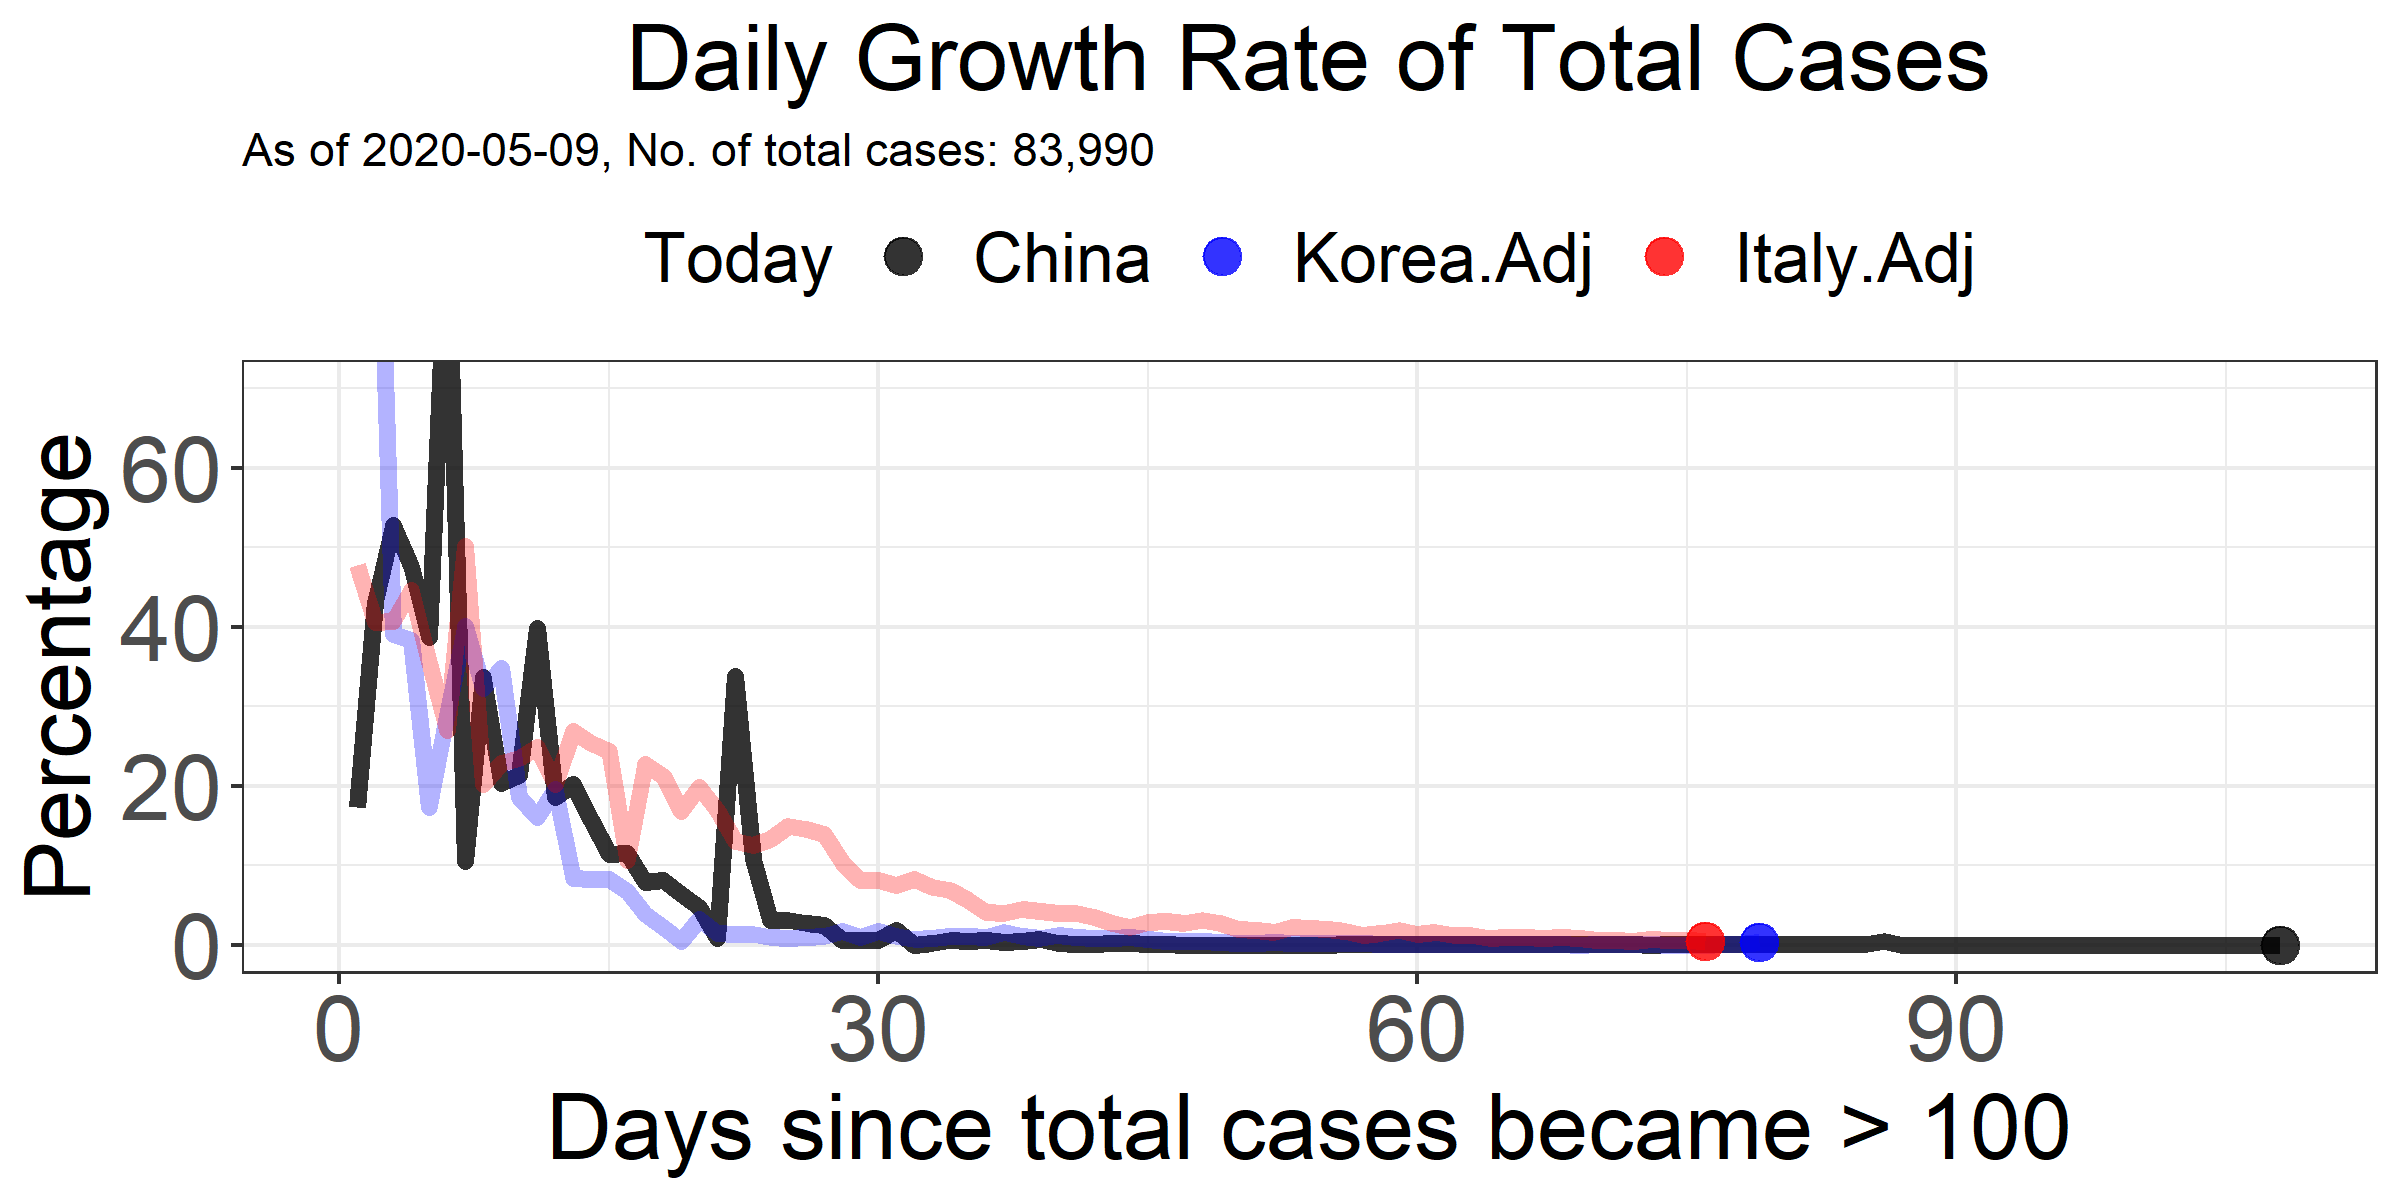 Daily Growth Rate of Total Cases
As of 2020-05-09, No. of total cases: 83,990
Today China Korea.Adj Italy.Adj
Percentage
60
40
20
0
0 30 60 90
Days since total cases became > 100